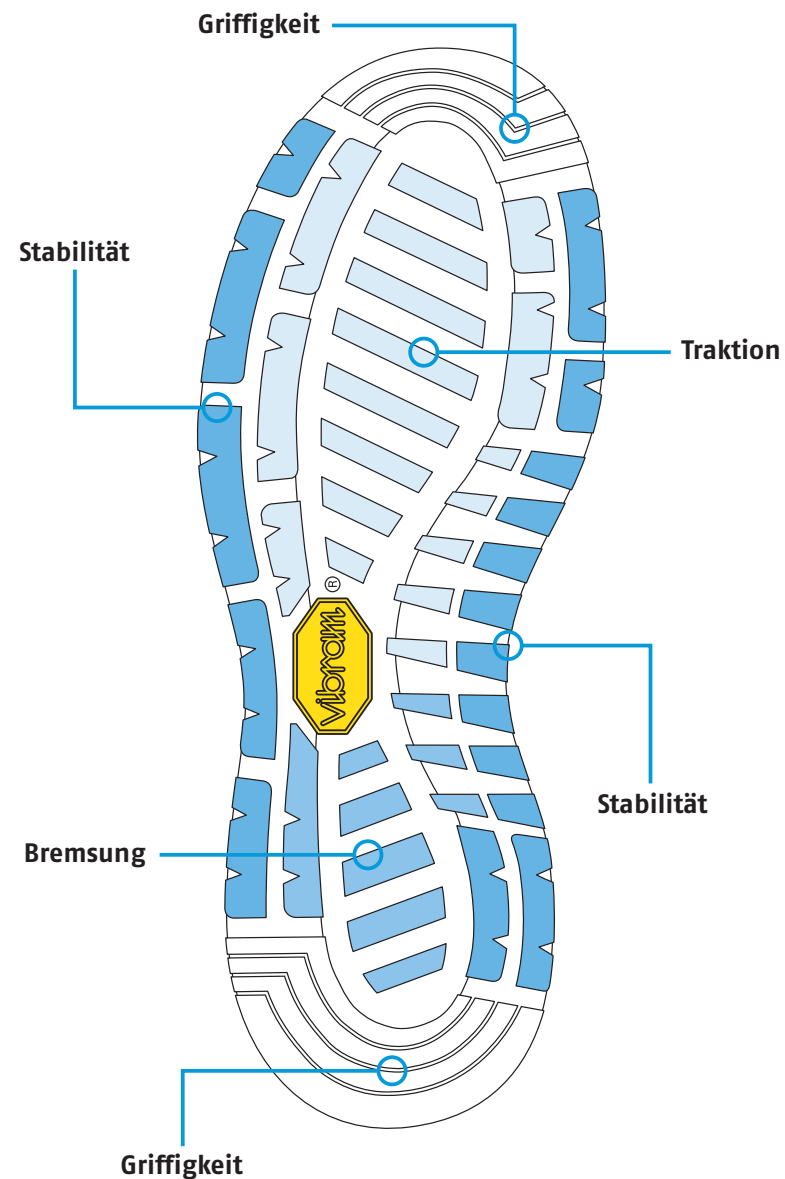 Griffigkeit
Stabilität
Traktion
®
vibram
Stabilität
Bremsung
Griffigkeit